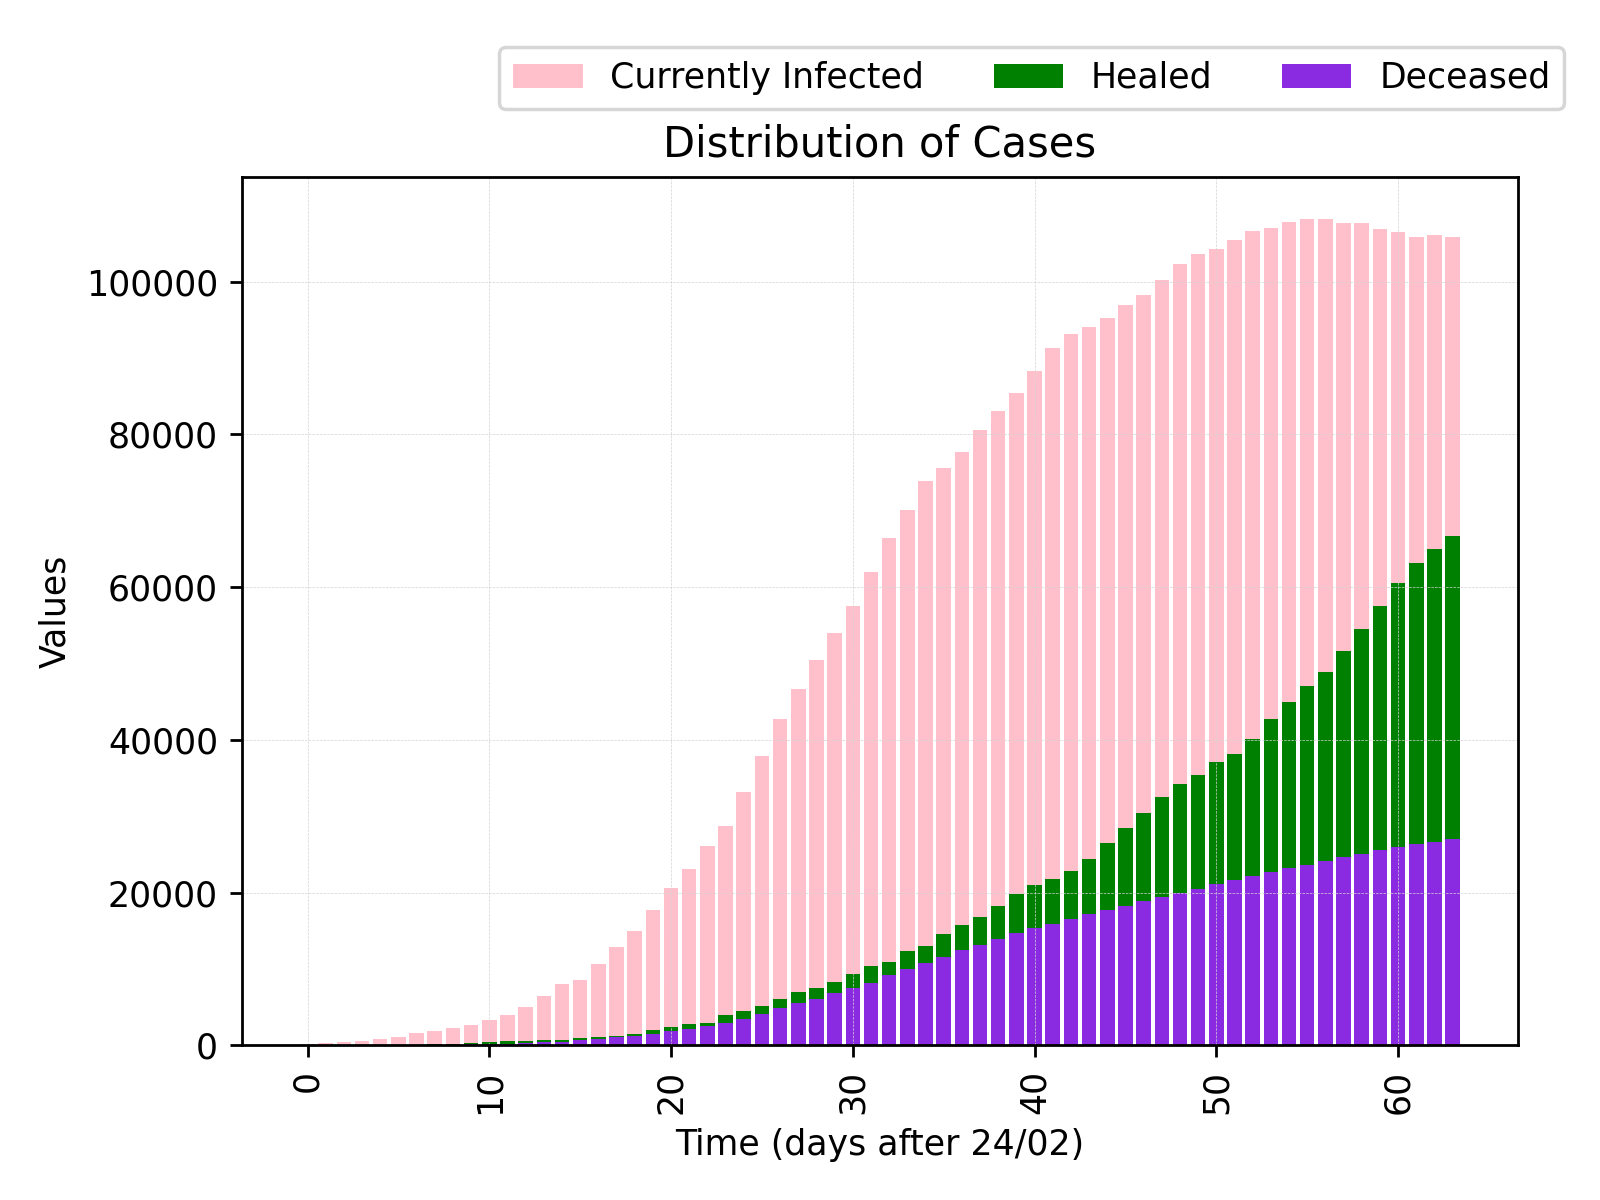 Currently Infected Healed Deceased
Distribution of Cases
100000
80000
60000
40000
20000
0
Values
0 10 20 30 40 50 60
Time (days after 24/02)